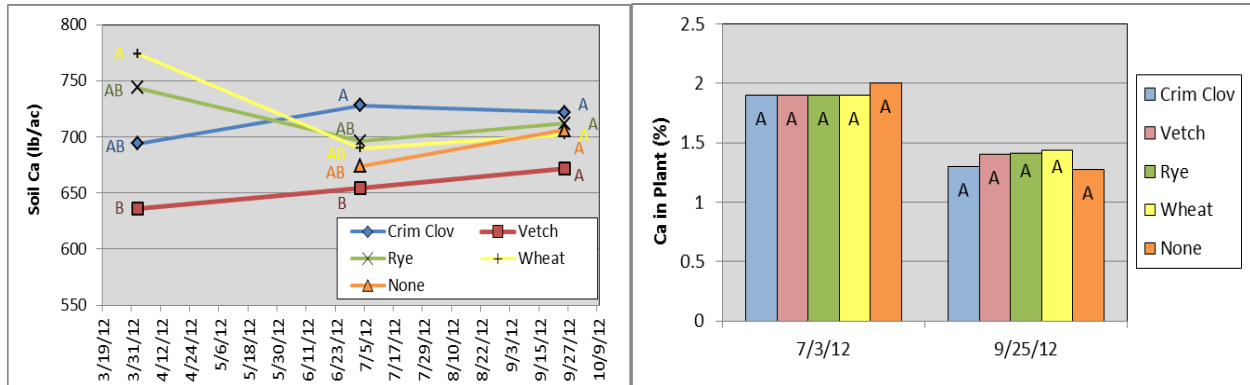 800
750
700
650
600
550
Soil Ca (lb/ac)
A
AB
AB
B
A
AB
AB
AB
B
A
A
A
A
A
Crim Clov
Vetch
Rye
Wheat
None
3/19/12
3/31/12
4/12/12
4/24/12
5/6/12
5/18/12
5/30/12
6/11/12
6/23/12
7/5/12
7/17/12
7/29/12
8/10/12
8/22/12
9/3/12
9/15/12
9/27/12
10/9/12
2.5
2
1.5
1
0.5
0
Ca in Plant (%)
A A A A A
A A A A A
7/3/12
9/25/12
Crim Clov
Vetch
Rye
Wheat
None